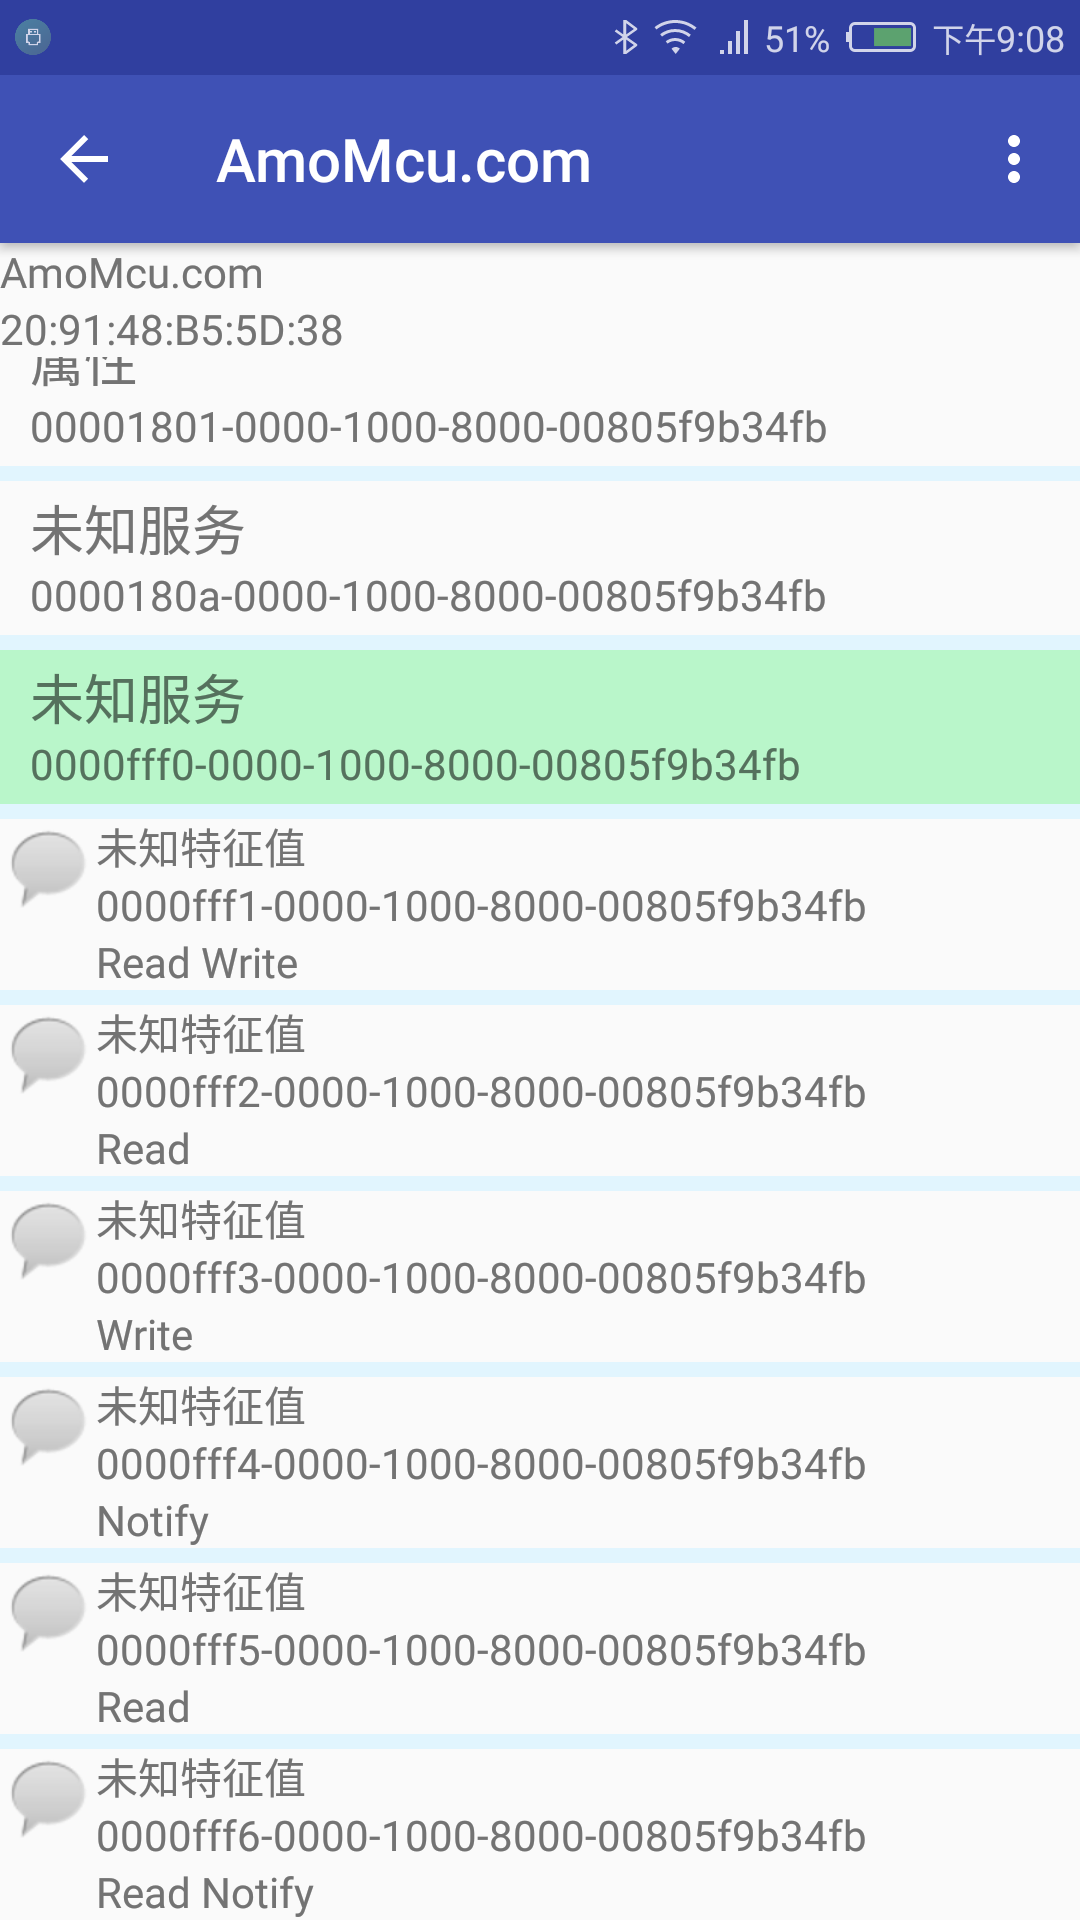 51% 下午9:08
AmoMcu.com
AmoMcu.com
20:91:48:B5:5D:38
属性
00001801-0000-1000-8000-00805f9b34fb
未知服务
0000180a-0000-1000-8000-00805f9b34fb
未知服务
0000fff0-0000-1000-8000-00805f9b34fb
未知特征值
0000fff1-0000-1000-8000-00805f9b34fb
Read Write
未知特征值
0000fff2-0000-1000-8000-00805f9b34fb
Read
未知特征值
0000fff3-0000-1000-8000-00805f9b34fb
Write
未知特征值
0000fff4-0000-1000-8000-00805f9b34fb
Notify
未知特征值
0000fff5-0000-1000-8000-00805f9b34fb
Read
未知特征值
0000fff6-0000-1000-8000-00805f9b34fb
Read Notify